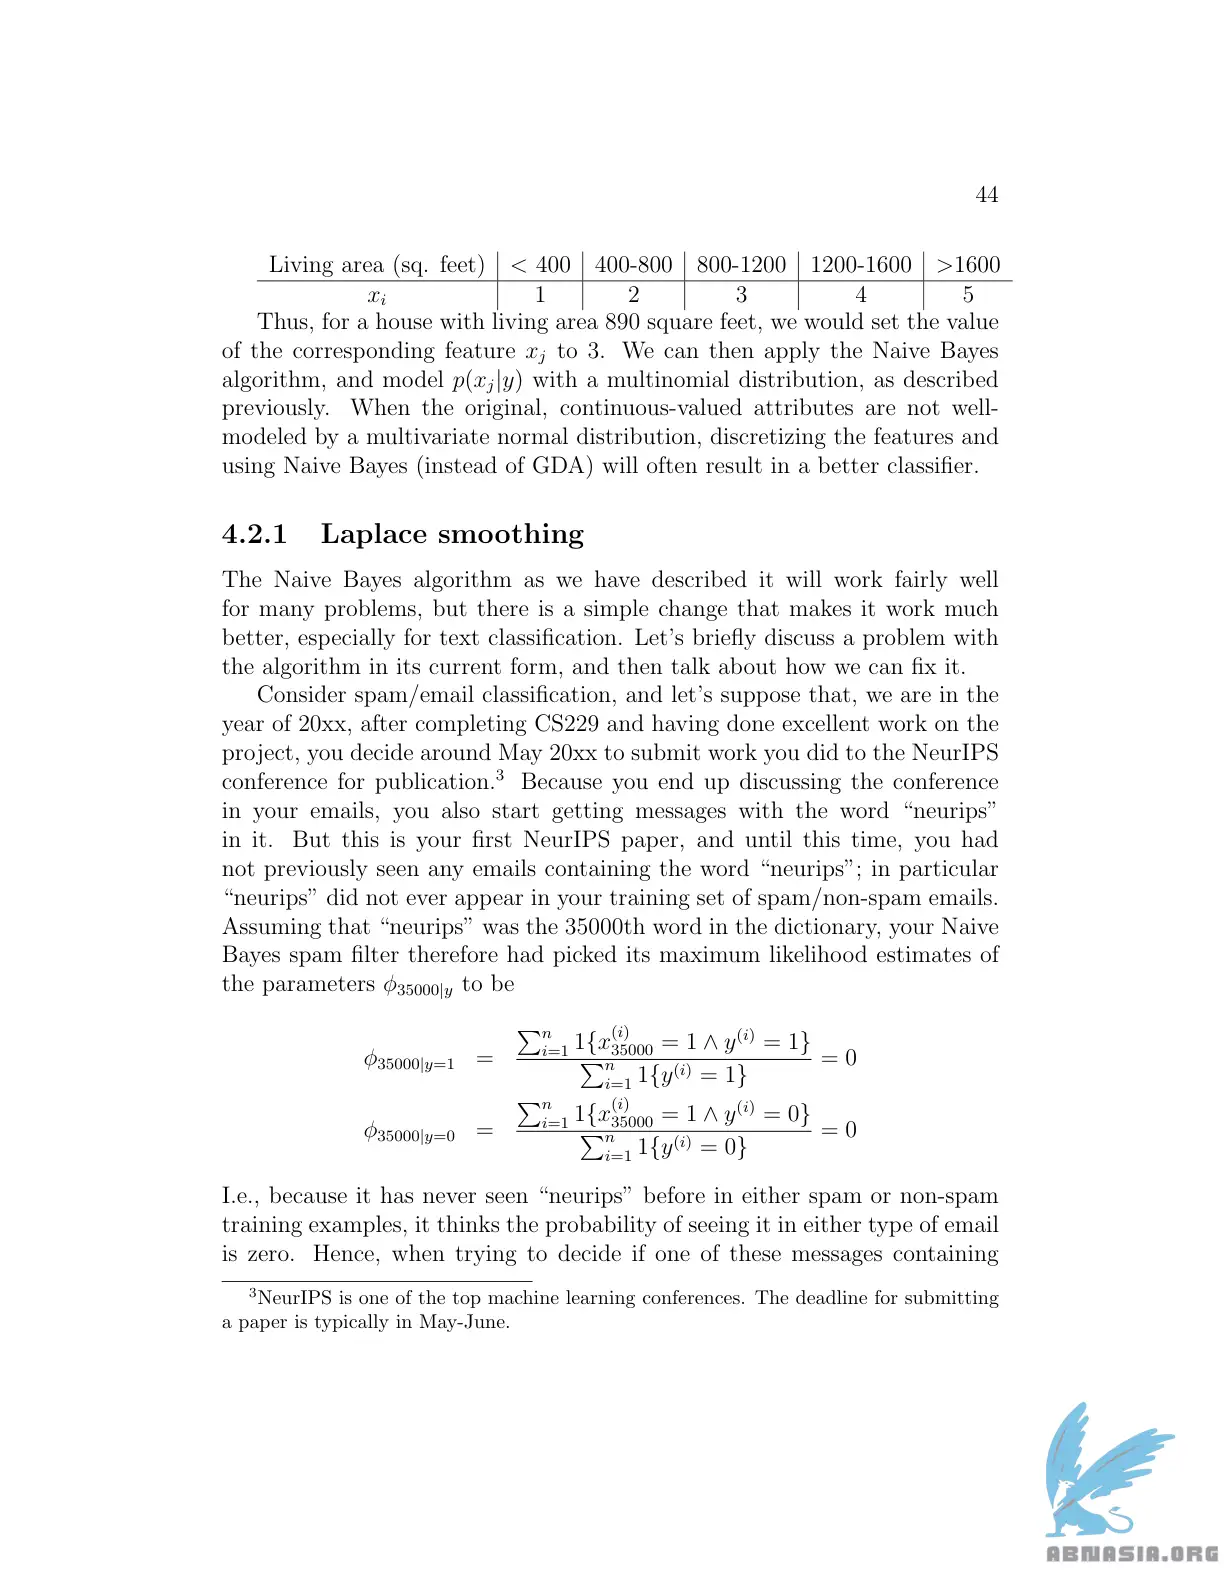 44
Living area (sq. feet) | < 400 | 400-800 | 800-1200 | 1200-1600 | >1600
xᵢ | 1 | 2 | 3 | 4 | 5
Thus, for a house with living area 890 square feet, we would set the value
of the corresponding feature xⱼ to 3. We can then apply the Naive Bayes
algorithm, and model p(xⱼ|y) with a multinomial distribution, as described
previously. When the original, continuous-valued attributes are not well-
modeled by a multivariate normal distribution, discretizing the features and
using Naive Bayes (instead of GDA) will often result in a better classifier.
4.2.1 Laplace smoothing
The Naive Bayes algorithm as we have described it will work fairly well
for many problems, but there is a simple change that makes it work much
better, especially for text classification. Let's briefly discuss a problem with
the algorithm in its current form, and then talk about how we can fix it.
Consider spam/email classification, and let's suppose that, we are in the
year of 20xx, after completing CS229 and having done excellent work on the
project, you decide around May 20xx to submit work you did to the NeurIPS
conference for publication.³ Because you end up discussing the conference
in your emails, you also start getting messages with the word “neurips”
in it. But this is your first NeurIPS paper, and until this time, you had
not previously seen any emails containing the word “neurips”; in particular
“neurips” did not ever appear in your training set of spam/non-spam emails.
Assuming that “neurips” was the 35000th word in the dictionary, your Naive
Bayes spam filter therefore had picked its maximum likelihood estimates of
the parameters ϕ_{35000|y} to be
ϕ_{35000|y=1} = \frac{∑_{i=1}^{n} 1{x_{35000}^{(i)} = 1 ∧ y^{(i)} = 1}}{∑_{i=1}^{n} 1{y^{(i)} = 1}} = 0
ϕ_{35000|y=0} = \frac{∑_{i=1}^{n} 1{x_{35000}^{(i)} = 1 ∧ y^{(i)} = 0}}{∑_{i=1}^{n} 1{y^{(i)} = 0}} = 0
I.e., because it has never seen “neurips” before in either spam or non-spam
training examples, it thinks the probability of seeing it in either type of email
is zero. Hence, when trying to decide if one of these messages containing
³NeurIPS is one of the top machine learning conferences. The deadline for submitting
a paper is typically in May-June.
ABNASIA.ORG